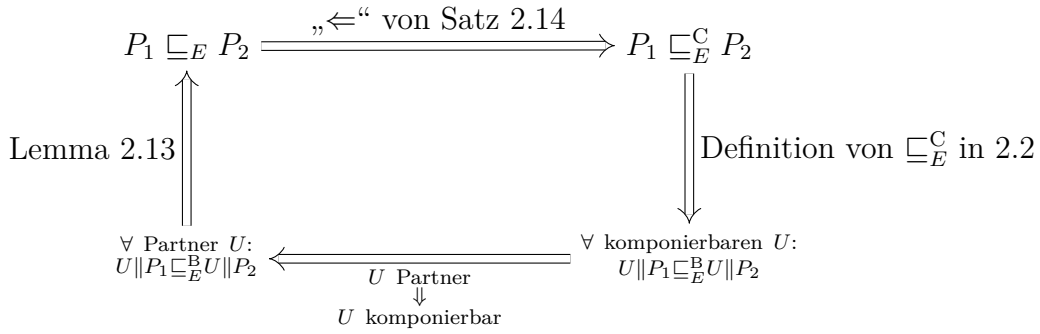 „⇐“ von Satz 2.14
P₁ ⊑_E P₂
P₁ ⊑_E^C P₂
Lemma 2.13
Definition von ⊑_E^C in 2.2
∀ Partner U:
U∥P₁⊑_E^B U∥P₂
∀ komponierbaren U:
U∥P₁⊑_E^B U∥P₂
U Partner
⇓
U komponierbar